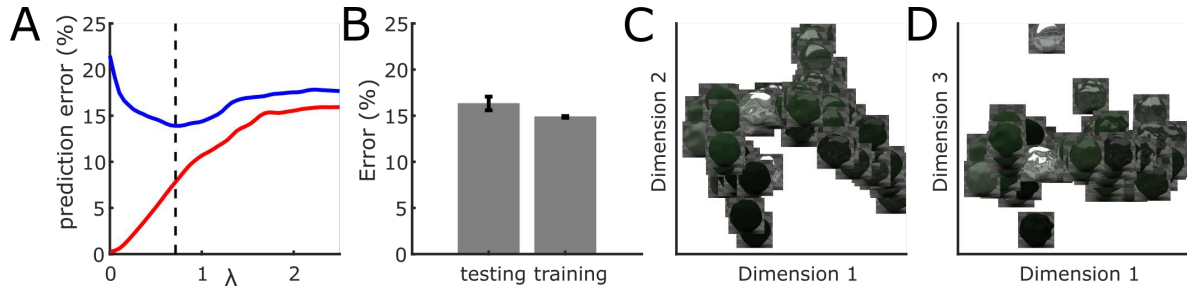 A
prediction error (%)
25
20
15
10
5
0
0
1
2
λ
B
Error (%)
25
20
15
10
5
0
testing training
C
Dimension 2
Dimension 1
D
Dimension 3
Dimension 1